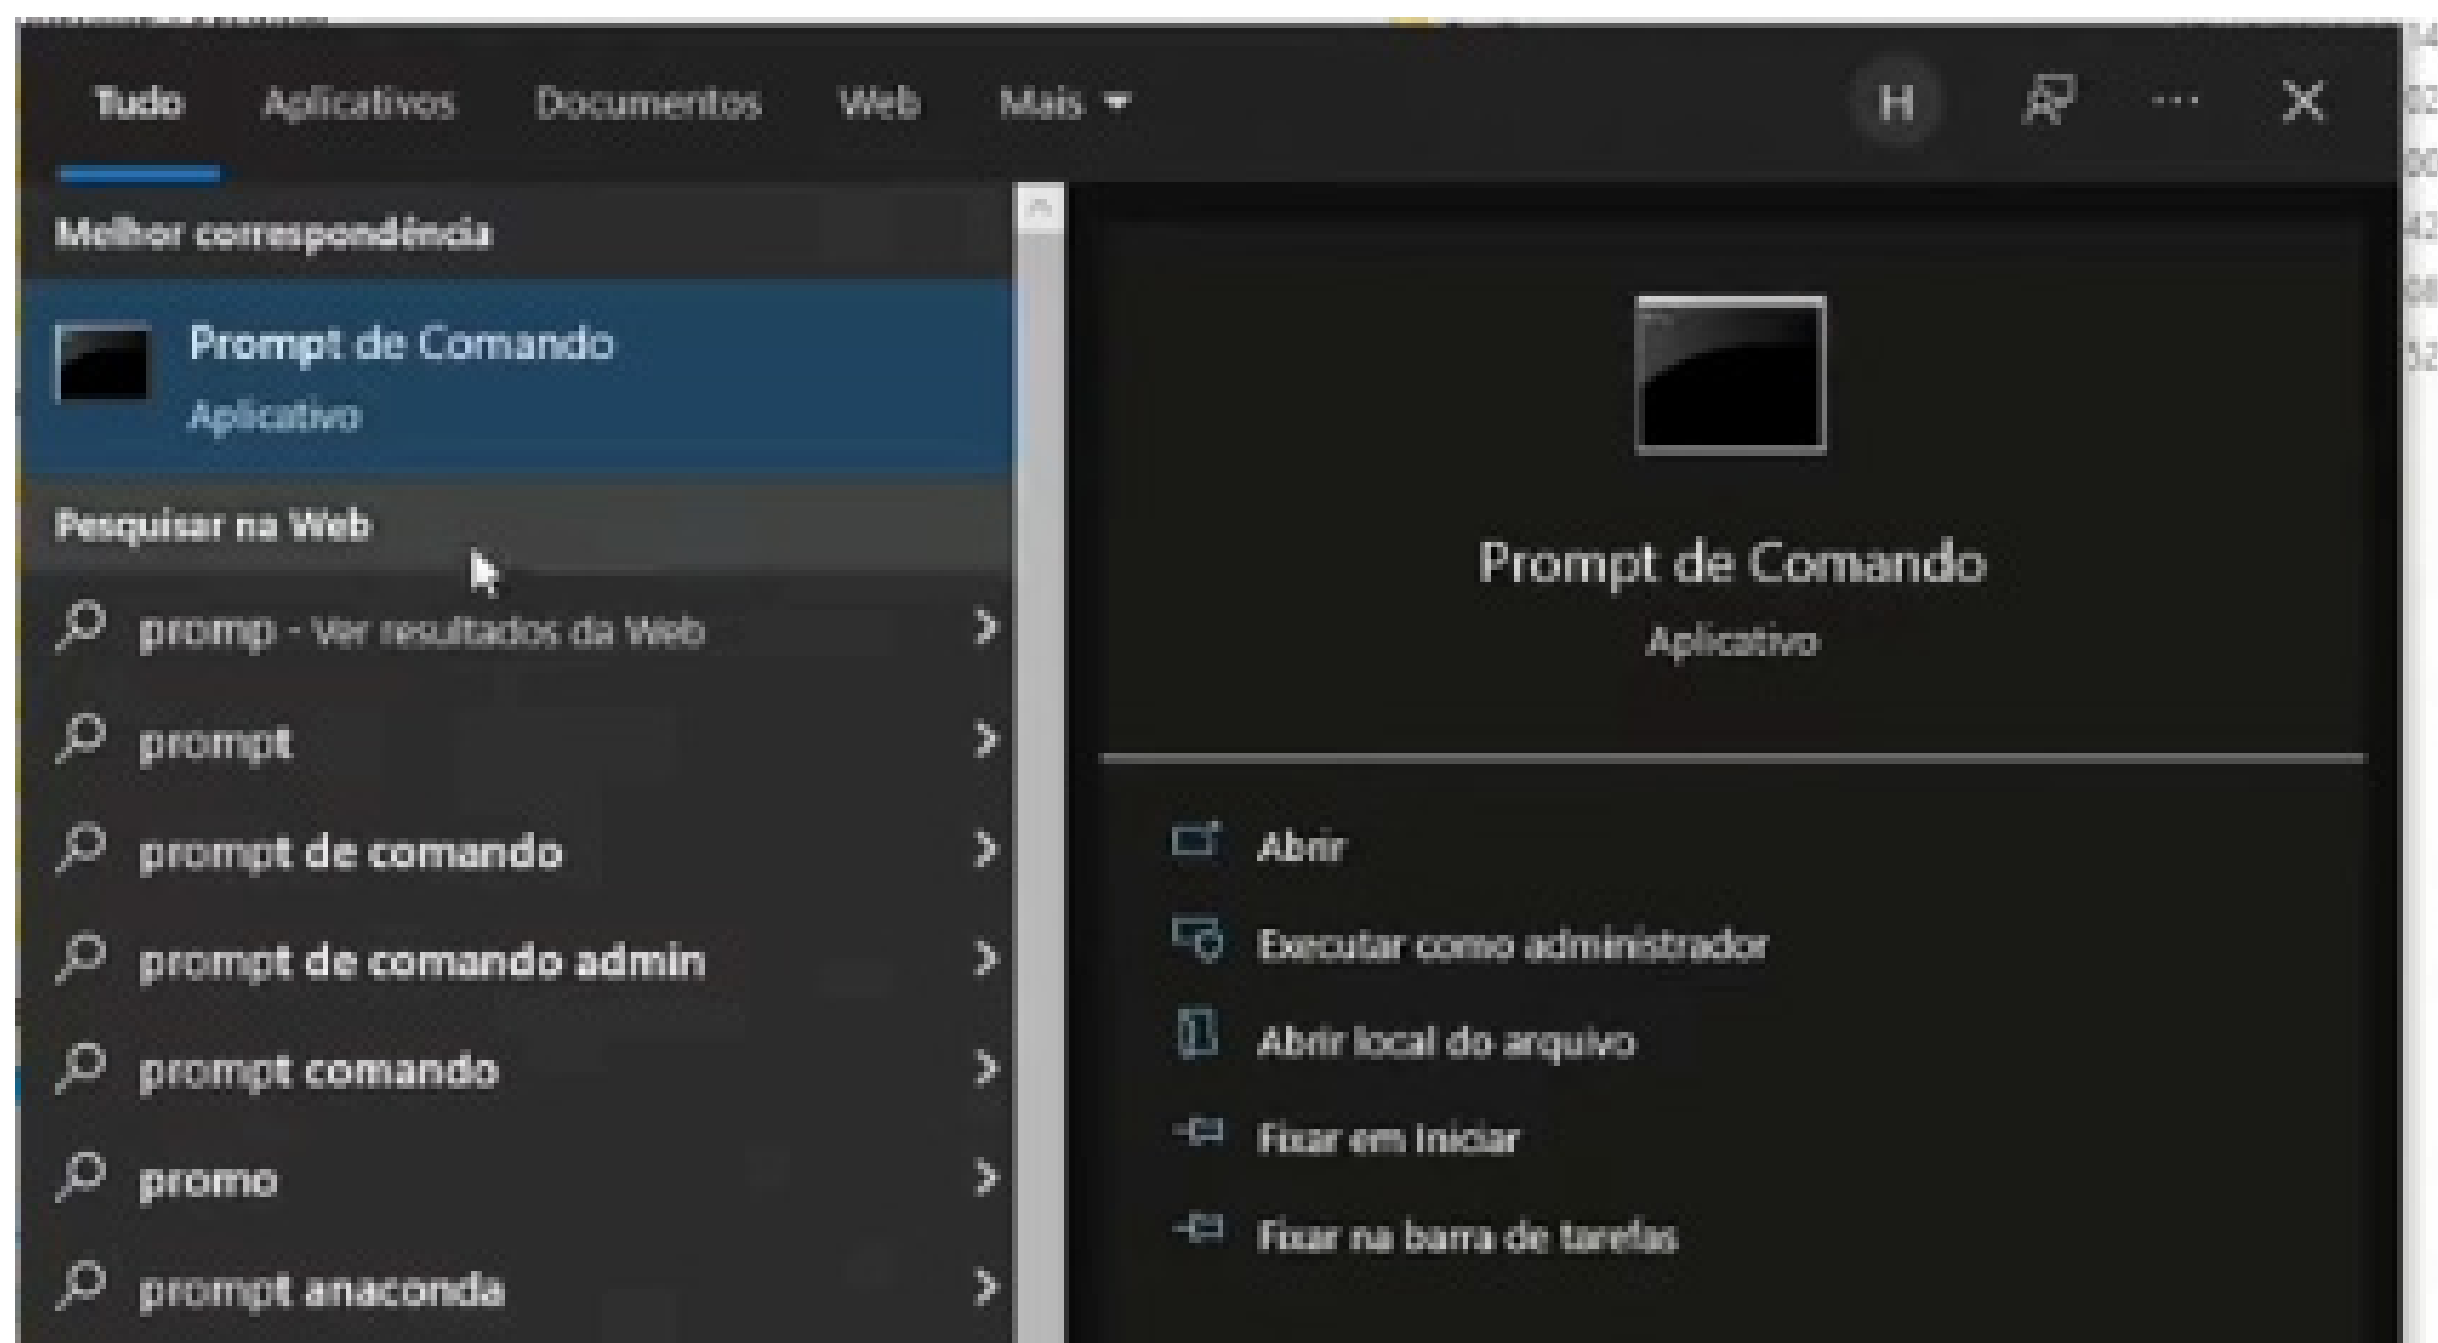 Tudo Aplicativos Documentos Web Mais H
Melhor correspondência
Prompt de Comando
Aplicativo
Pesquisar na Web
promp - Ver resultados da Web
prompt
prompt de comando
prompt de comando admin
prompt comando
promo
prompt anaconda
Prompt de Comando
Aplicativo
Abrir
Executar como administrador
Abrir local do arquivo
Fixar em Iniciar
Fixar na barra de tarefas